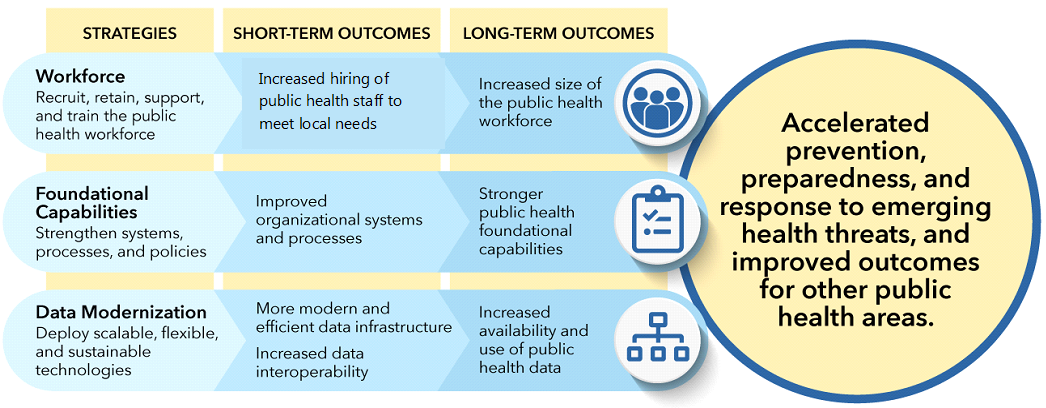 STRATEGIES
SHORT-TERM OUTCOMES
LONG-TERM OUTCOMES
Workforce
Recruit, retain, support,
and train the public
health workforce
Increased hiring of
public health staff to
meet local needs
Increased size of
the public health
workforce
Foundational
Capabilities
Strengthen systems,
processes, and policies
Improved
organizational systems
and processes
Stronger
public health
foundational
capabilities
Data Modernization
Deploy scalable, flexible,
and sustainable
technologies
More modern and
efficient data infrastructure
Increased data
interoperability
Increased
availability and
use of public
health data
Accelerated
prevention,
preparedness, and
response to emerging
health threats, and
improved outcomes
for other public
health areas.